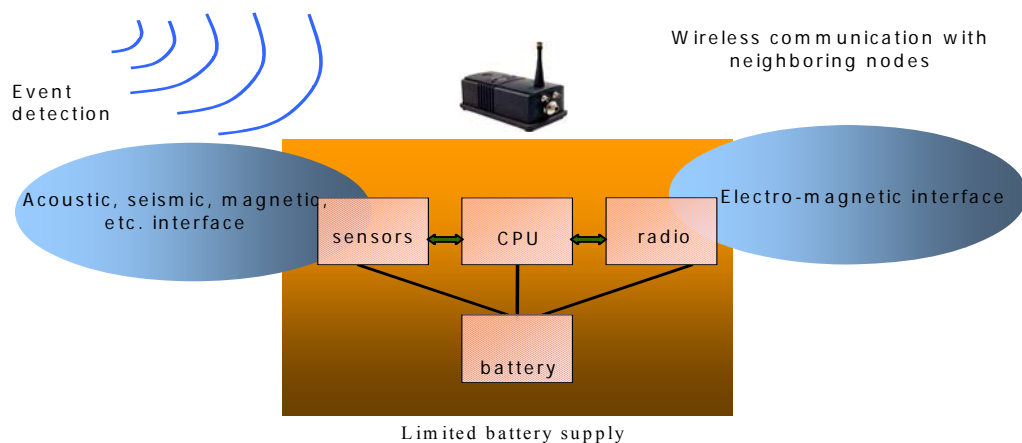 Wireless communication with
neighboring nodes
Event
detection
Acoustic, seismic, magnetic,
etc. interface
Electro-magnetic interface
sensors
CPU
radio
battery
Limited battery supply